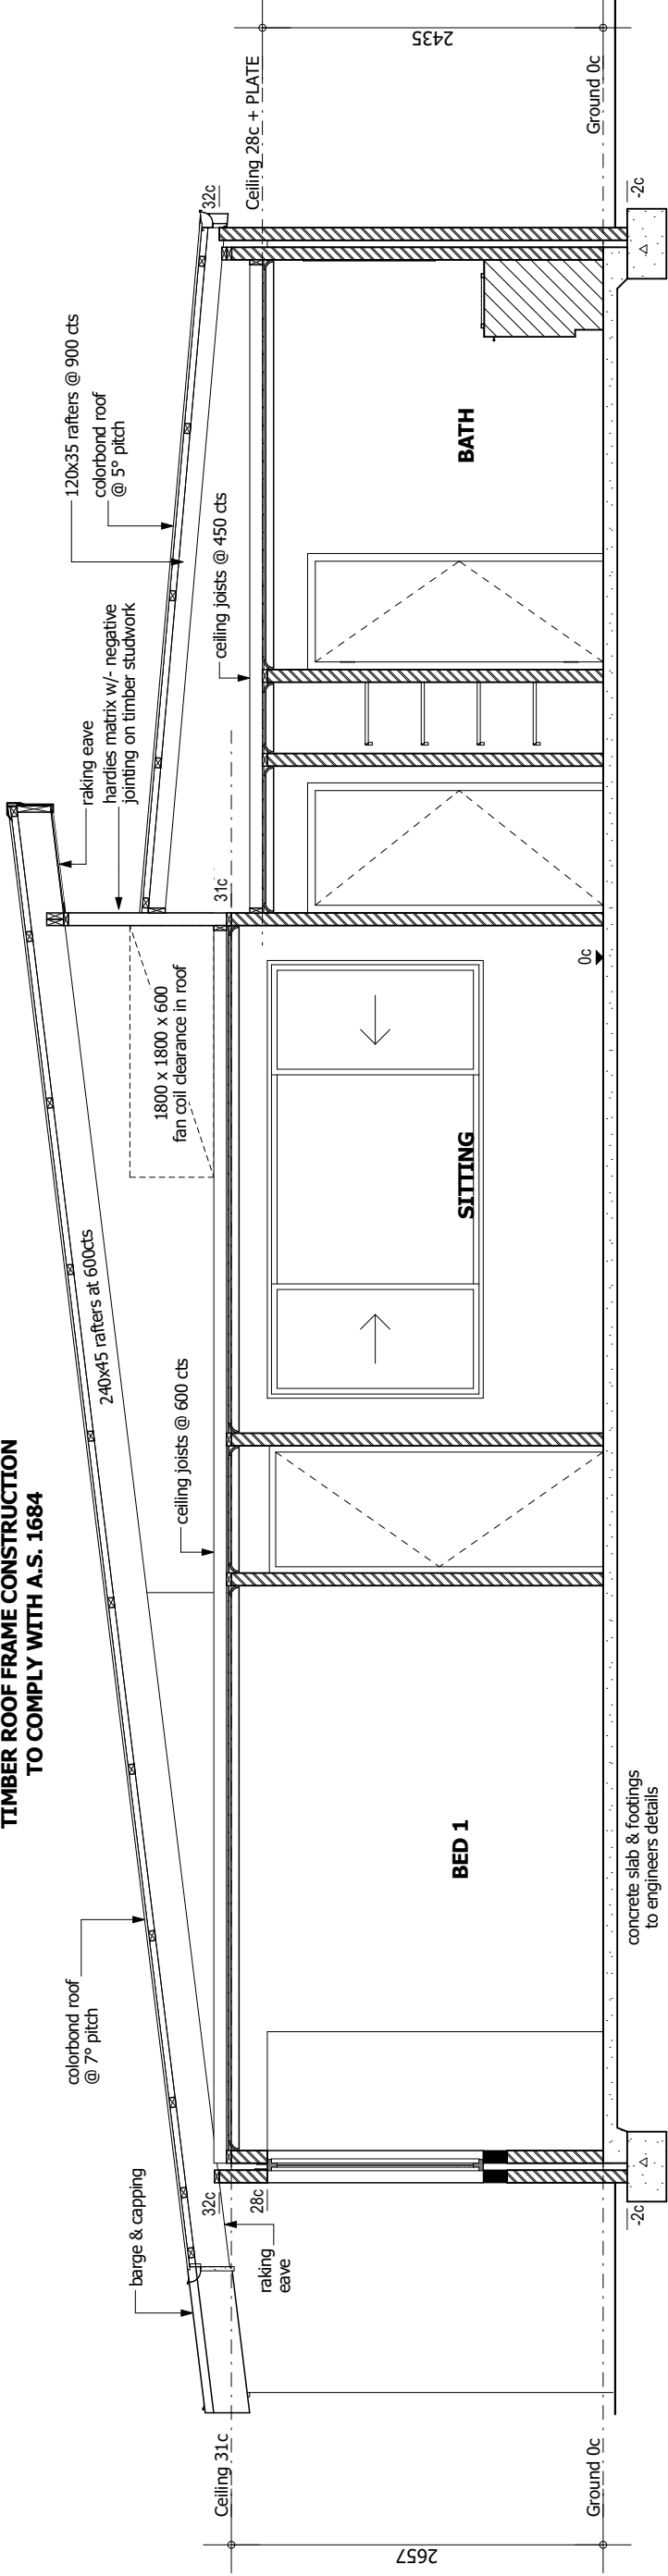 TIMBER ROOF FRAME CONSTRUCTION
TO COMPLY WITH A.S. 1684
colorbond roof
@ 7° pitch
barge & capping
raking
eave
240x45 rafters at 600cts
ceiling joists @ 600 cts
1800 x 1800 x 600
fan coil clearance in roof
raking eave
hardies matrix w/- negative
jointing on timber studwork
120x35 rafters @ 900 cts
colorbond roof
@ 5° pitch
ceiling joists @ 450 cts
Ceiling 31c
32c
28c
31c
32c
Ceiling 28c + PLATE
2657
2435
BED 1
SITTING
BATH
0c
Ground 0c
Ground 0c
-2c
-2c
concrete slab & footings
to engineers details